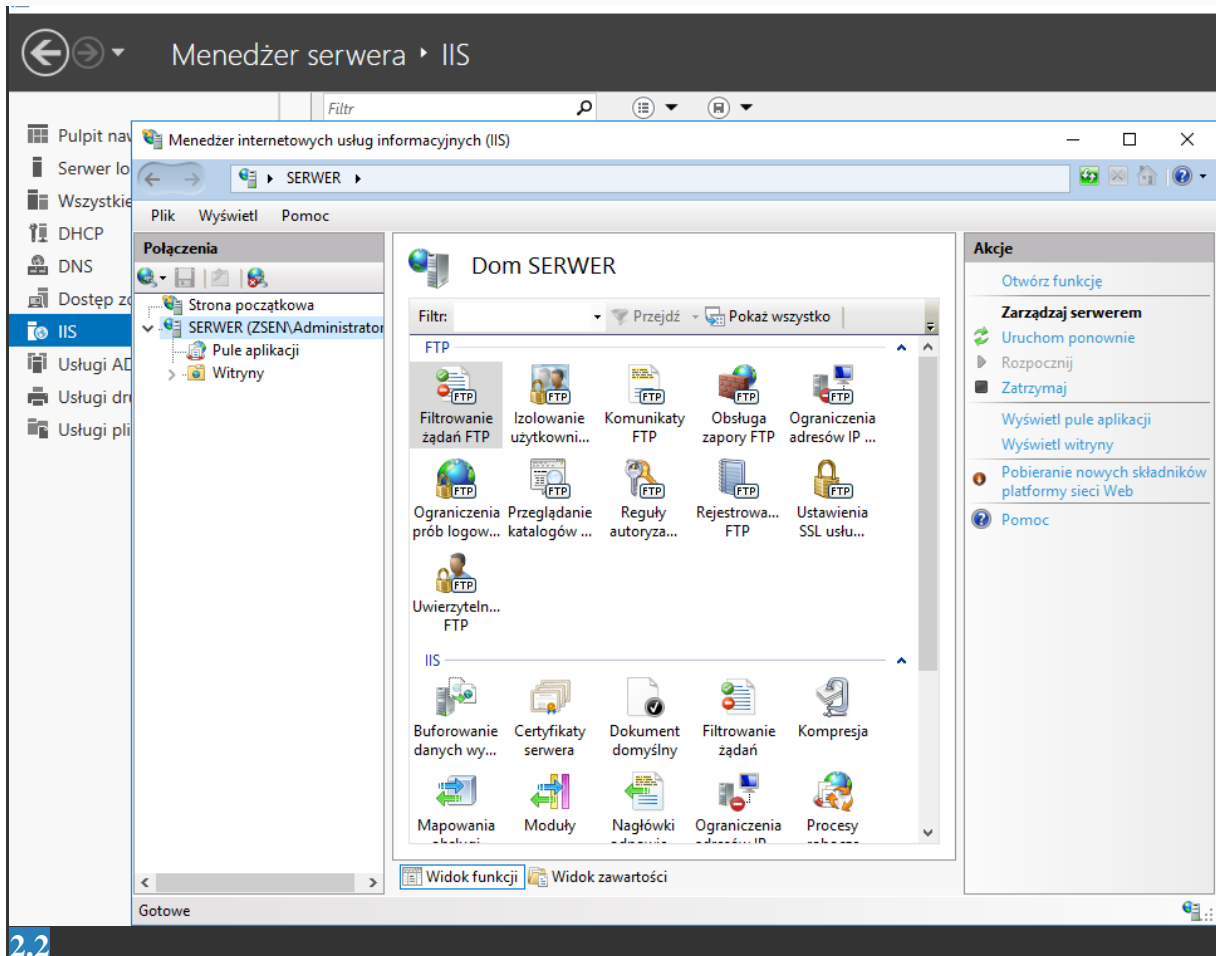 Menedżer serwera ‣ IIS
Filtr
Pulpit naw
Serwer lo
Wszystkie
DHCP
DNS
Dostęp zo
IIS
Usługi AD
Usługi dru
Usługi pli
Menedżer internetowych usług informacyjnych (IIS)
SERWER
Plik Wyświetl Pomoc
Połączenia
Strona początkowa
SERWER (ZSEN\Administrator
Pule aplikacji
Witryny
Dom SERWER
Filtr: Przejdź Pokaż wszystko
FTP
Filtrowanie żądań FTP
Izolowanie użytkowni...
Komunikaty FTP
Obsługa zapory FTP
Ograniczenia adresów IP ...
Ograniczenia prób logow...
Przeglądanie katalogów ...
Reguły autoryza...
Rejestrowa... FTP
Ustawienia SSL usłu...
Uwierzyteln... FTP
IIS
Buforowanie danych wy...
Certyfikaty serwera
Dokument domyślny
Filtrowanie żądań
Kompresja
Mapowania
Moduły
Nagłówki
Ograniczenia adresów IP
Procesy
Widok funkcji Widok zawartości
Akcje
Otwórz funkcję
Zarządzaj serwerem
Uruchom ponownie
Rozpocznij
Zatrzymaj
Wyświetl pule aplikacji
Wyświetl witryny
Pobieranie nowych składników
platformy sieci Web
Pomoc
Gotowe
2.2